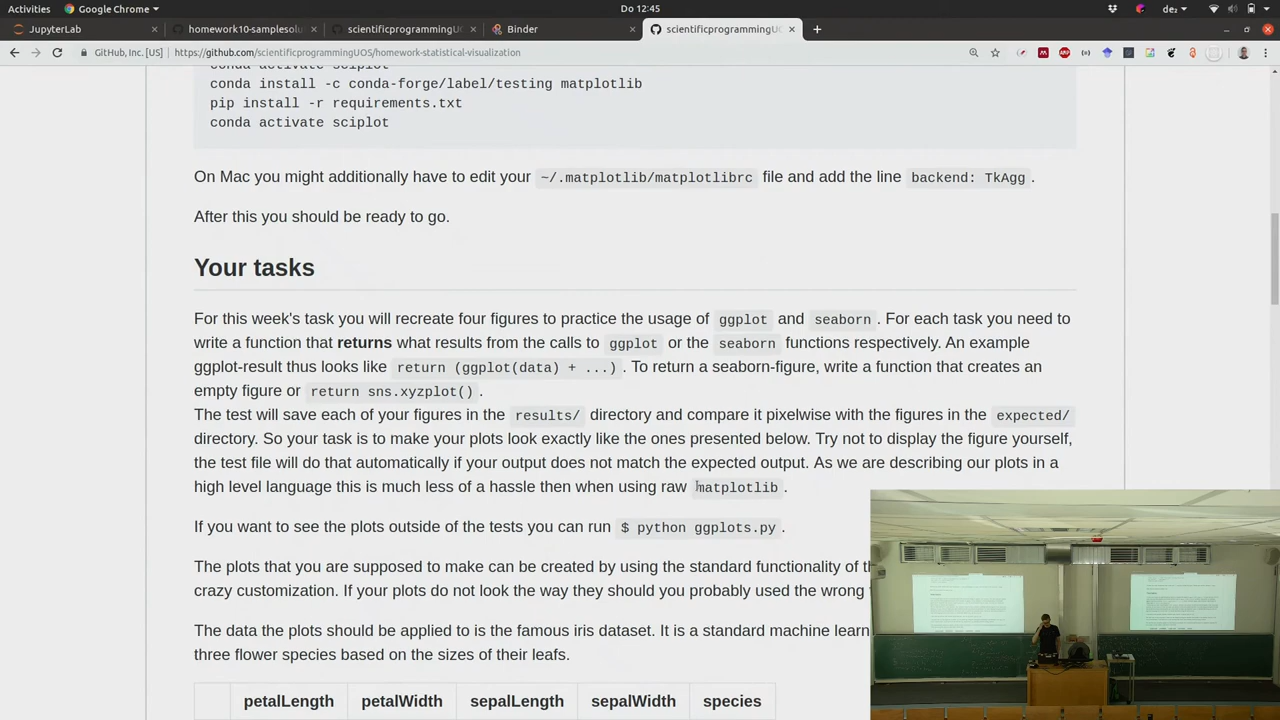 Activities
Google Chrome
Do 12:45
de₂
JupyterLab
homework10-samplesolu
scientificprogrammingUO
Binder
scientificprogrammingUO
GitHub, Inc. [US]
https://github.com/scientificprogrammingUOS/homework-statistical-visualization
conda activate sciplot
conda install -c conda-forge/label/testing matplotlib
pip install -r requirements.txt
conda activate sciplot
On Mac you might additionally have to edit your ~/.matplotlib/matplotlibrc file and add the line backend: TkAgg .
After this you should be ready to go.
Your tasks
For this week's task you will recreate four figures to practice the usage of ggplot and seaborn . For each task you need to
write a function that returns what results from the calls to ggplot or the seaborn functions respectively. An example
ggplot-result thus looks like return (ggplot(data) + ...) . To return a seaborn-figure, write a function that creates an
empty figure or return sns.xyzplot() .
The test will save each of your figures in the results/ directory and compare it pixelwise with the figures in the expected/
directory. So your task is to make your plots look exactly like the ones presented below. Try not to display the figure yourself,
the test file will do that automatically if your output does not match the expected output. As we are describing our plots in a
high level language this is much less of a hassle then when using raw matplotlib .
If you want to see the plots outside of the tests you can run $ python ggplots.py .
The plots that you are supposed to make can be created by using the standard functionality of th
crazy customization. If your plots do not look the way they should you probably used the wrong
The data the plots should be applied to is the famous iris dataset. It is a standard machine learn
three flower species based on the sizes of their leafs.
petalLength petalWidth sepalLength sepalWidth species